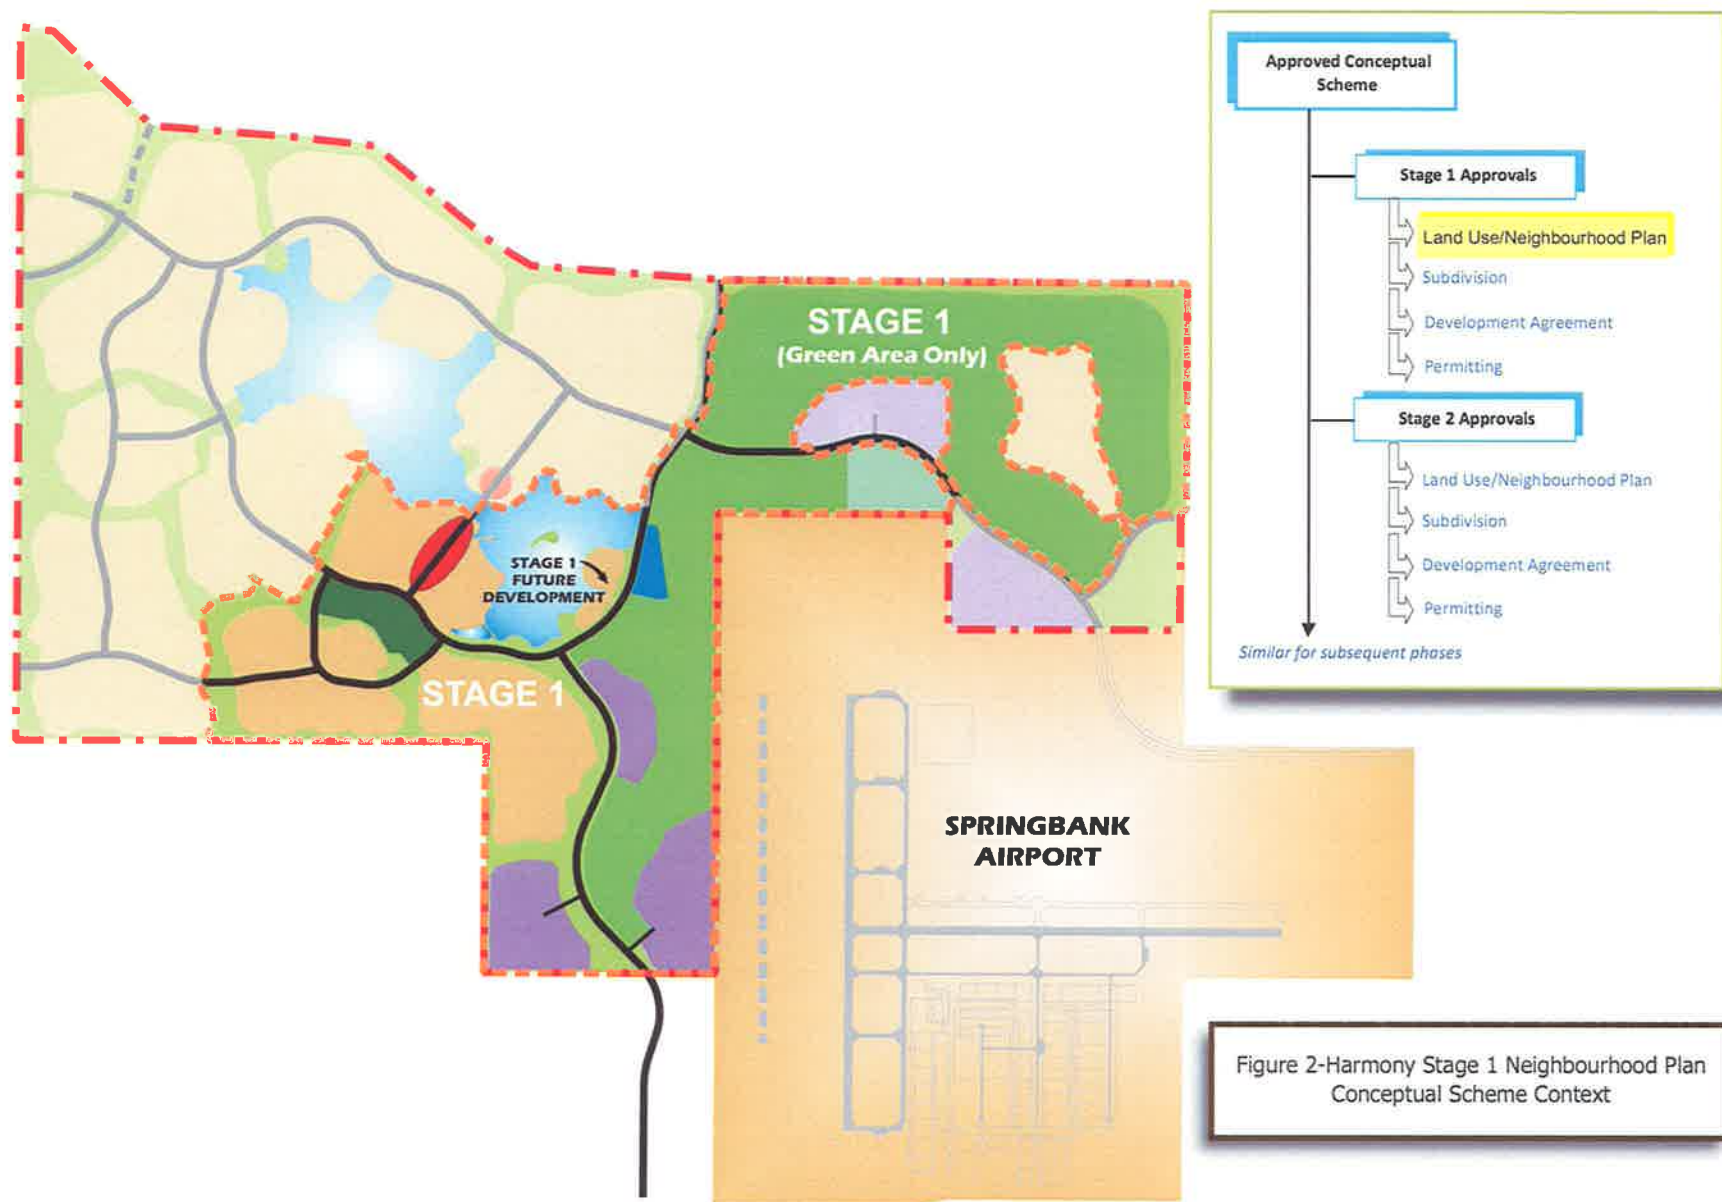 STAGE 1
(Green Area Only)
STAGE 1
FUTURE
DEVELOPMENT
STAGE 1
SPRINGBANK
AIRPORT
Approved Conceptual
Scheme
Stage 1 Approvals
Land Use/Neighbourhood Plan
Subdivision
Development Agreement
Permitting
Stage 2 Approvals
Land Use/Neighbourhood Plan
Subdivision
Development Agreement
Permitting
Similar for subsequent phases
Figure 2-Harmony Stage 1 Neighbourhood Plan
Conceptual Scheme Context